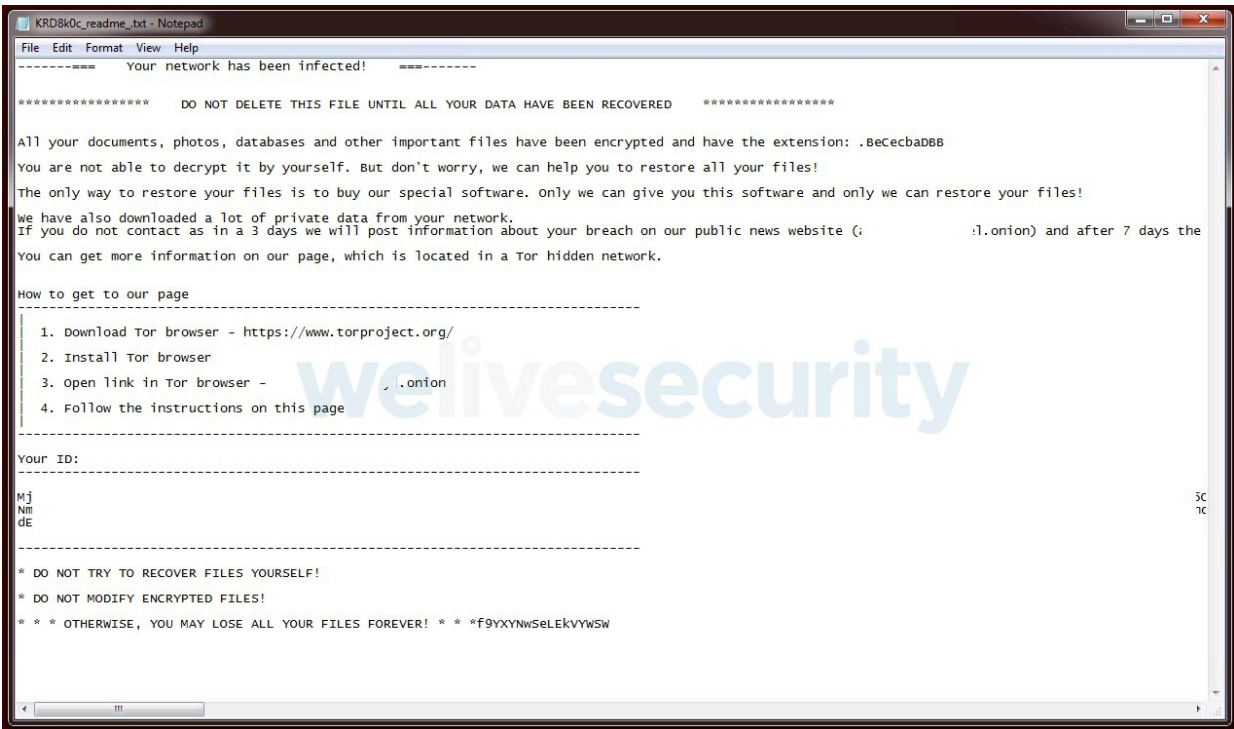 KRD8k0c_readme_.txt - Notepad
File Edit Format View Help
-------=== Your network has been infected! ===-------
***************** DO NOT DELETE THIS FILE UNTIL ALL YOUR DATA HAVE BEEN RECOVERED *****************
All your documents, photos, databases and other important files have been encrypted and have the extension: .BeCecbaDBB
You are not able to decrypt it by yourself. But don't worry, we can help you to restore all your files!
The only way to restore your files is to buy our special software. Only we can give you this software and only we can restore your files!
We have also downloaded a lot of private data from your network.
If you do not contact as in a 3 days we will post information about your breach on our public news website ( l.onion) and after 7 days the
You can get more information on our page, which is located in a Tor hidden network.
How to get to our page
--------------------------------------------------------------------------------
|
| 1. Download Tor browser - https://www.torproject.org/
| 2. Install Tor browser
| 3. Open link in Tor browser - .onion
| 4. Follow the instructions on this page
|
--------------------------------------------------------------------------------
welivesecurity
Your ID:
--------------------------------------------------------------------------------
Mj
Nm
dE
--------------------------------------------------------------------------------
* DO NOT TRY TO RECOVER FILES YOURSELF!
* DO NOT MODIFY ENCRYPTED FILES!
* * * OTHERWISE, YOU MAY LOSE ALL YOUR FILES FOREVER! * * *f9YXYNwSeLEkVYWSW